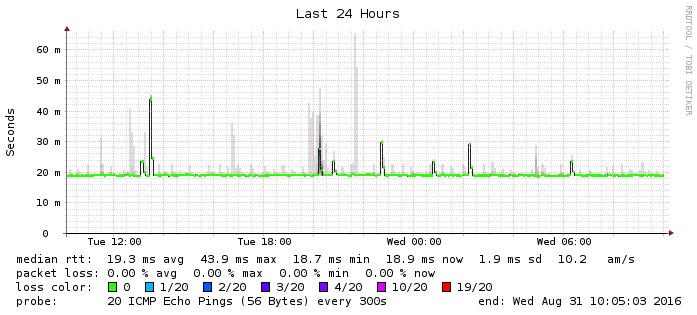 Last 24 Hours
RRDTOOL / TOBI OETIKER
Seconds
60 m
50 m
40 m
30 m
20 m
10 m
0
Tue 12:00 Tue 18:00 Wed 00:00 Wed 06:00
median rtt: 19.3 ms avg 43.9 ms max 18.7 ms min 18.9 ms now 1.9 ms sd 10.2 am/s
packet loss: 0.00 % avg 0.00 % max 0.00 % min 0.00 % now
loss color: 0 1/20 2/20 3/20 4/20 10/20 19/20
probe: 20 ICMP Echo Pings (56 Bytes) every 300s end: Wed Aug 31 10:05:03 2016